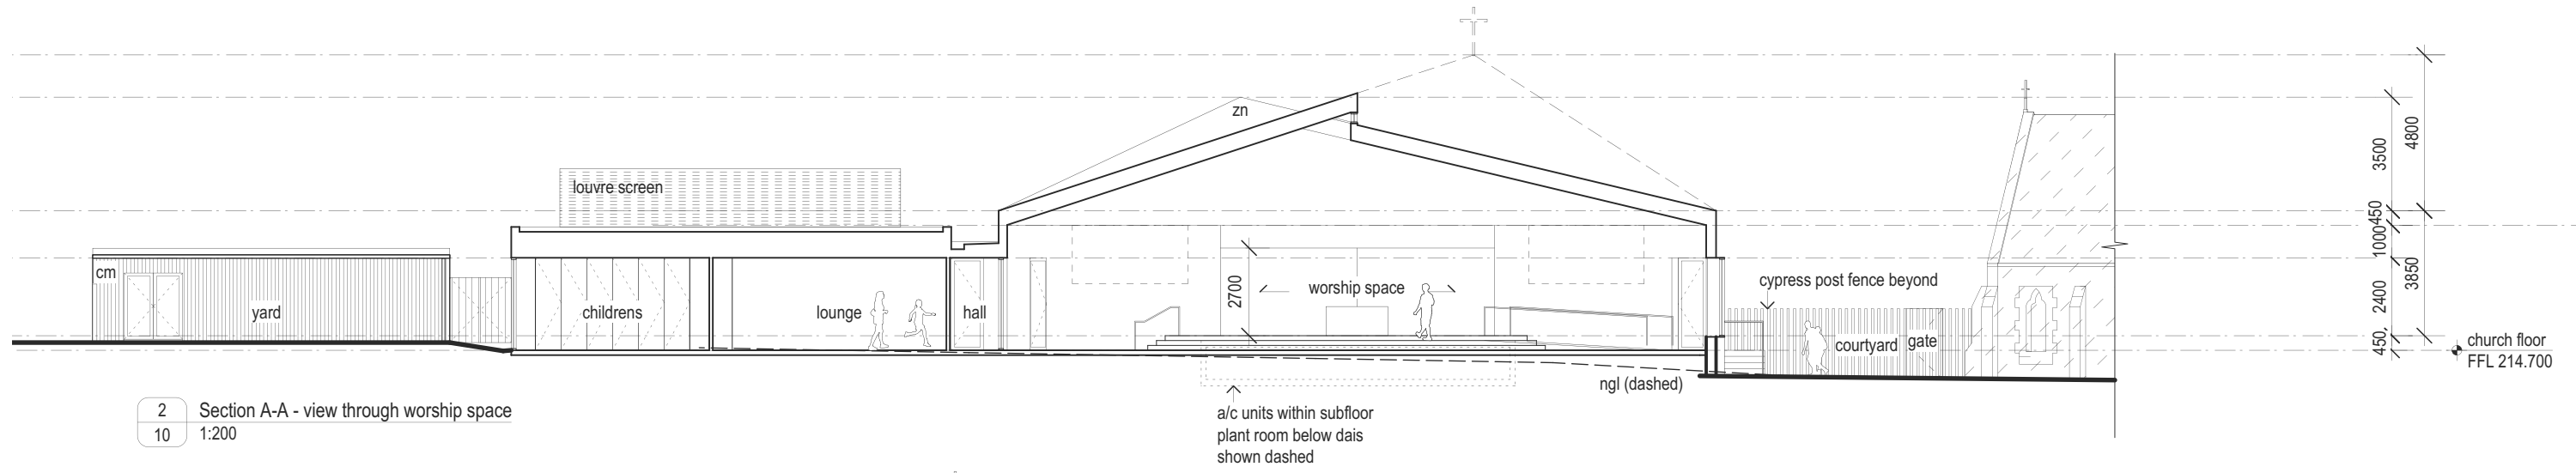 zn
louvre screen
cm
yard
childrens
lounge
hall
2700
worship space
cypress post fence beyond
courtyard
gate
3500
4800
450
1000
2400
3850
450
church floor
FFL 214.700
ngl (dashed)
a/c units within subfloor
plant room below dais
shown dashed
2
10
Section A-A - view through worship space
1:200